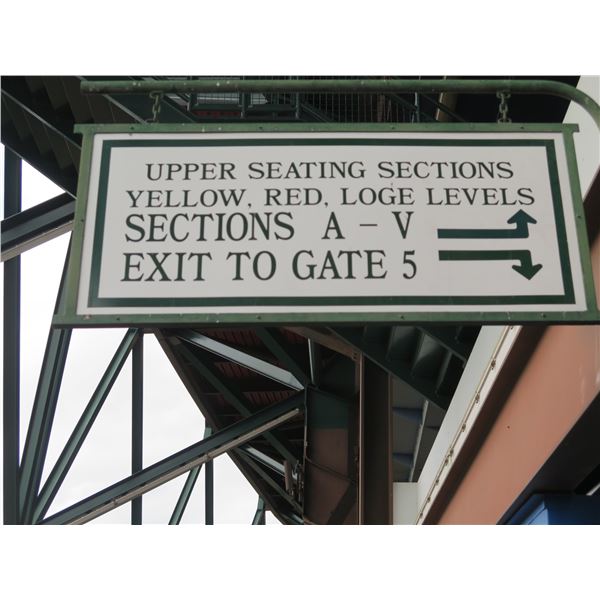 UPPER SEATING SECTIONS
YELLOW, RED, LOGE LEVELS
SECTIONS A - V
EXIT TO GATE 5